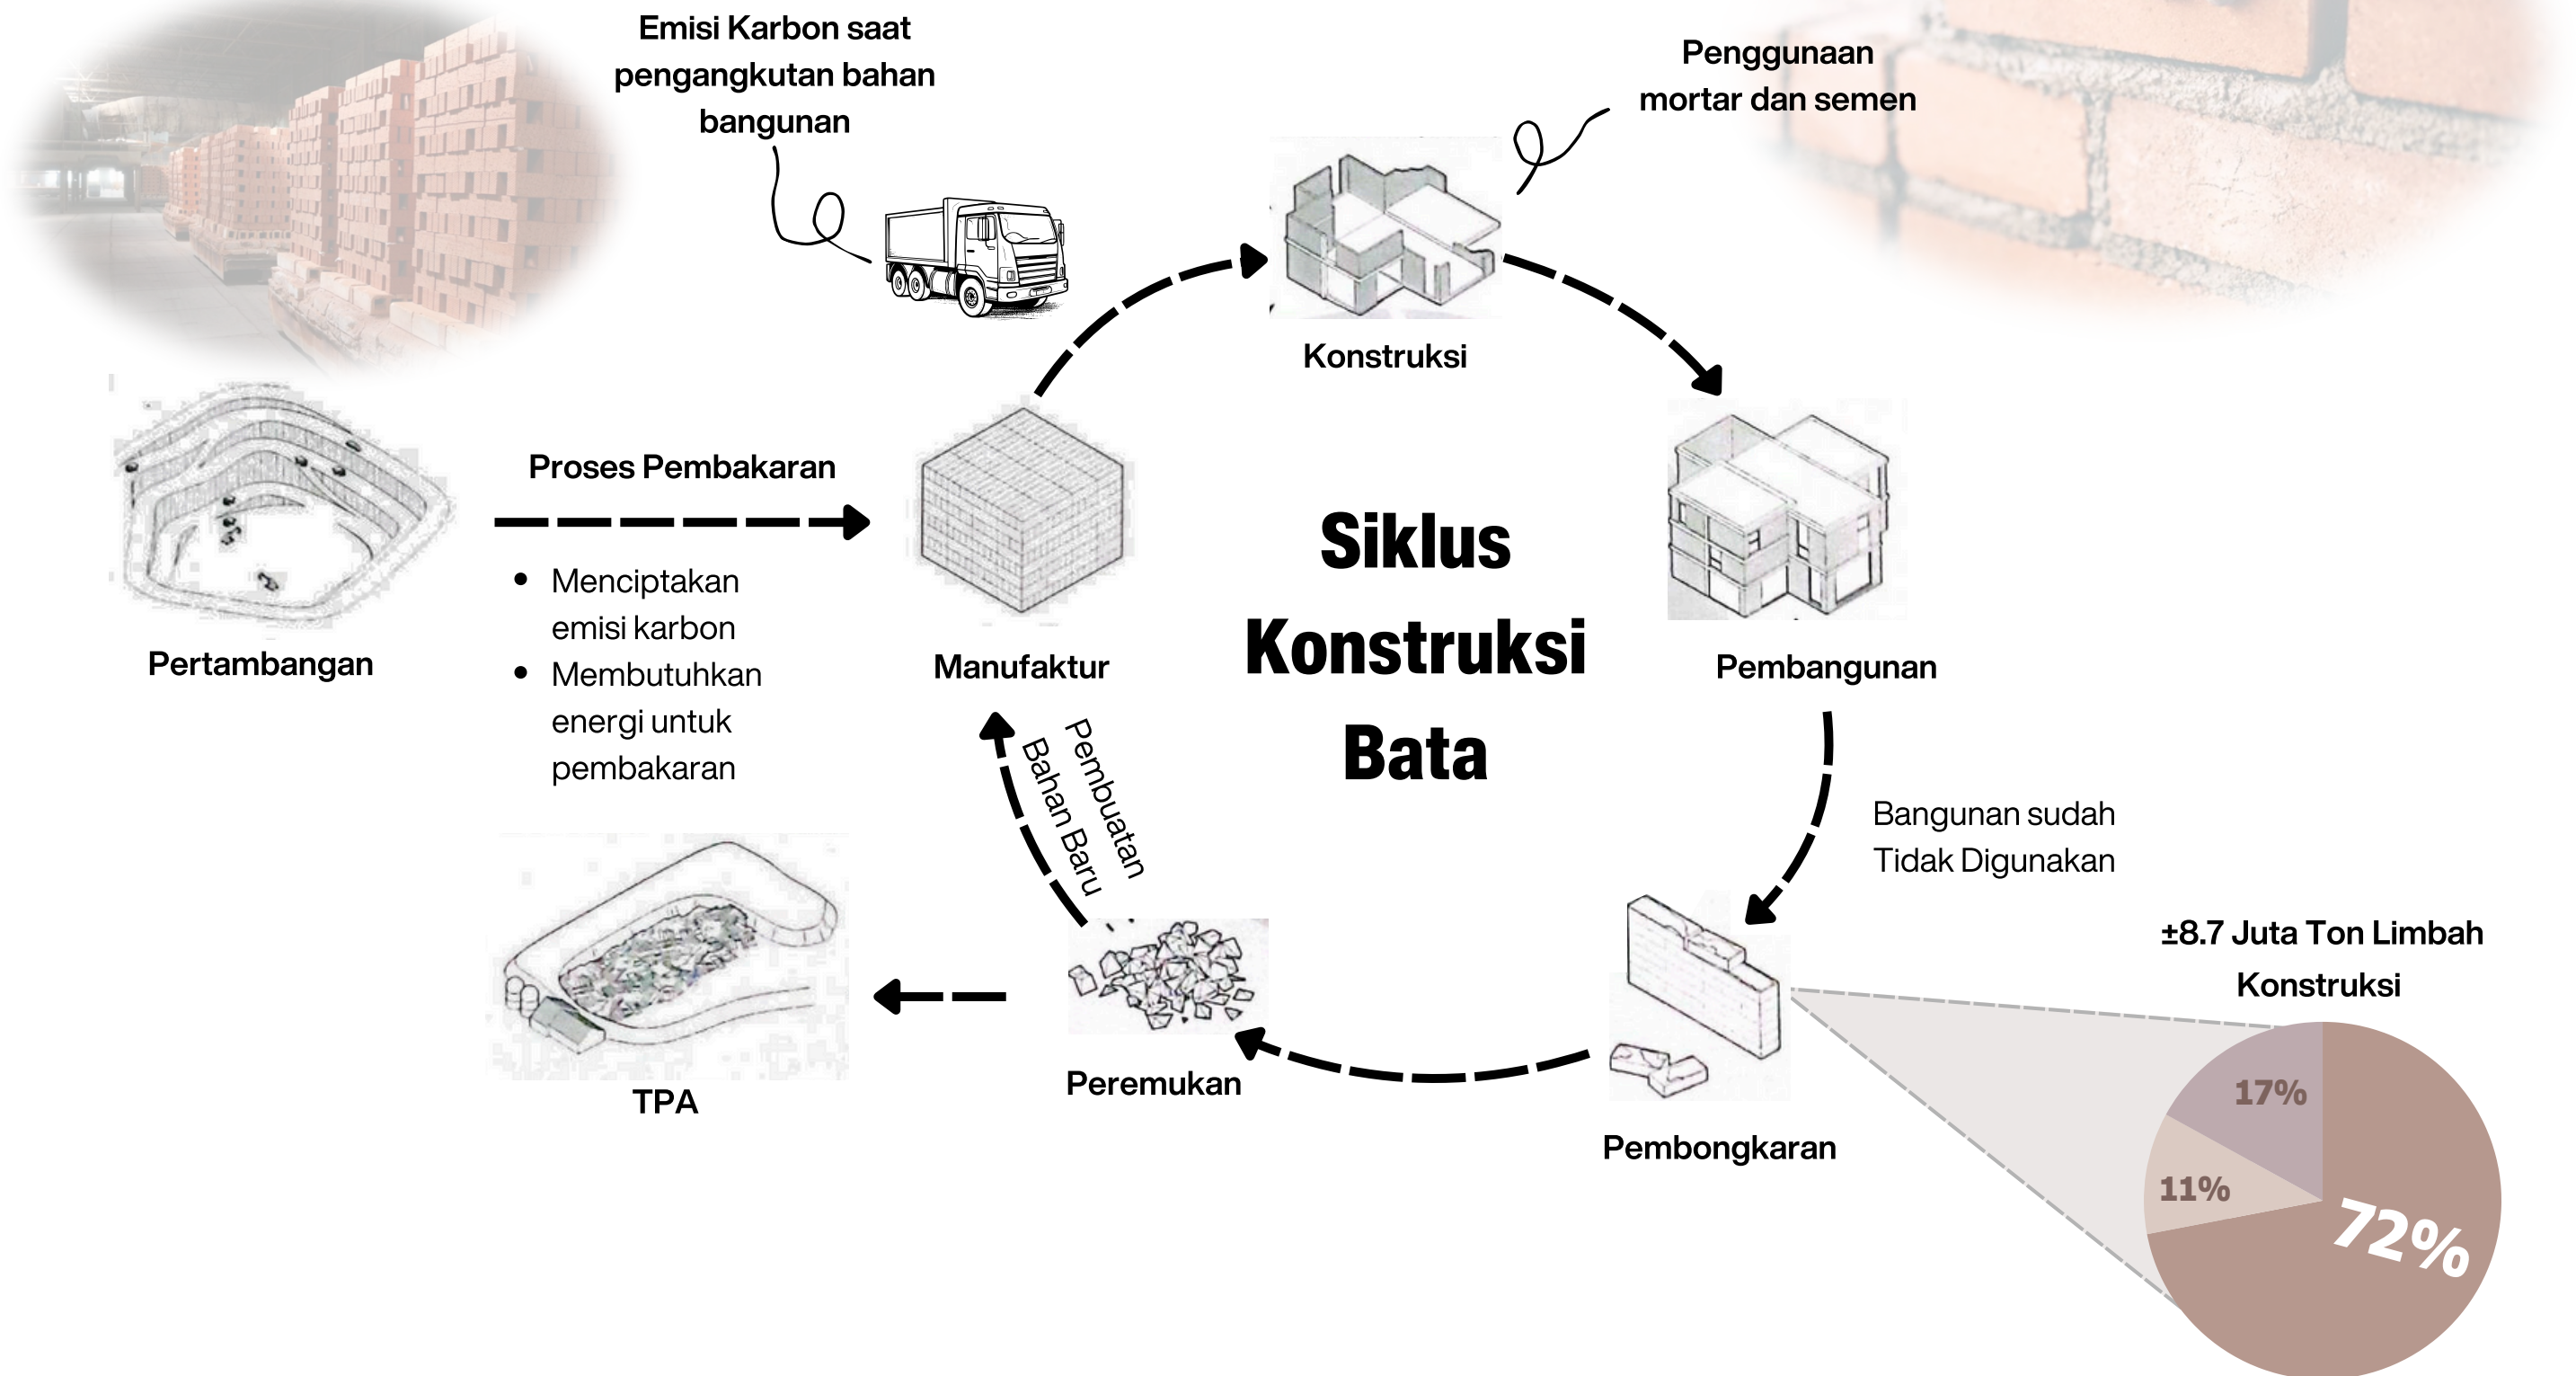 Emisi Karbon saat
pengangkutan bahan
bangunan
Penggunaan
mortar dan semen
Konstruksi
Proses Pembakaran
Menciptakan
emisi karbon
Membutuhkan
energi untuk
pembakaran
Pertambangan
Manufaktur
Siklus
Konstruksi
Bata
Pembangunan
Pembuatan
Bahan Baru
Bangunan sudah
Tidak Digunakan
±8.7 Juta Ton Limbah
Konstruksi
17%
11%
72%
TPA
Peremukan
Pembongkaran